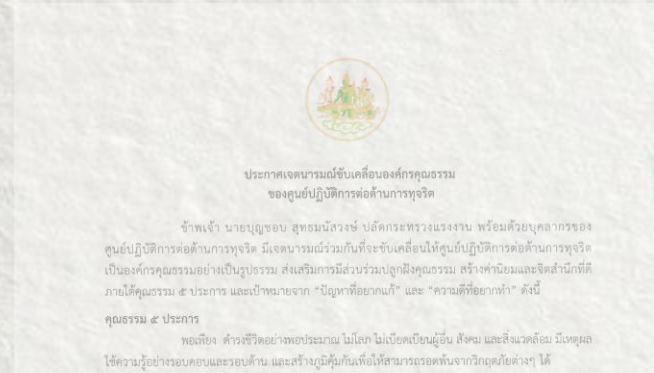 ประกาศเจตนารมณ์ขับเคลื่อนองค์กรคุณธรรม
ของศูนย์ปฏิบัติการต่อต้านการทุจริต
ข้าพเจ้า นายบุญชอบ สุทธมนัสวงษ์ ปลัดกระทรวงแรงงาน พร้อมด้วยบุคลากรของ
ศูนย์ปฏิบัติการต่อต้านการทุจริต มีเจตนารมณ์ร่วมกันที่จะขับเคลื่อนให้ศูนย์ปฏิบัติการต่อต้านการทุจริต
เป็นองค์กรคุณธรรมอย่างเป็นรูปธรรม ส่งเสริมการมีส่วนร่วมปลูกฝังคุณธรรม สร้างค่านิยมและจิตสำนึกที่ดี
ภายใต้คุณธรรม ๕ ประการ และเป้าหมายจาก “ปัญหาที่อยากแก้” และ “ความดีที่อยากทำ” ดังนี้
คุณธรรม ๕ ประการ
พอเพียง ดำรงชีวิตอย่างพอประมาณ ไม่โลภ ไม่เบียดเบียนผู้อื่น สังคม และสิ่งแวดล้อม มีเหตุผล
ใช้ความรู้อย่างรอบคอบและรอบด้าน และสร้างภูมิคุ้มกันเพื่อให้สามารถรอดพ้นจากวิกฤตภัยต่างๆ ได้